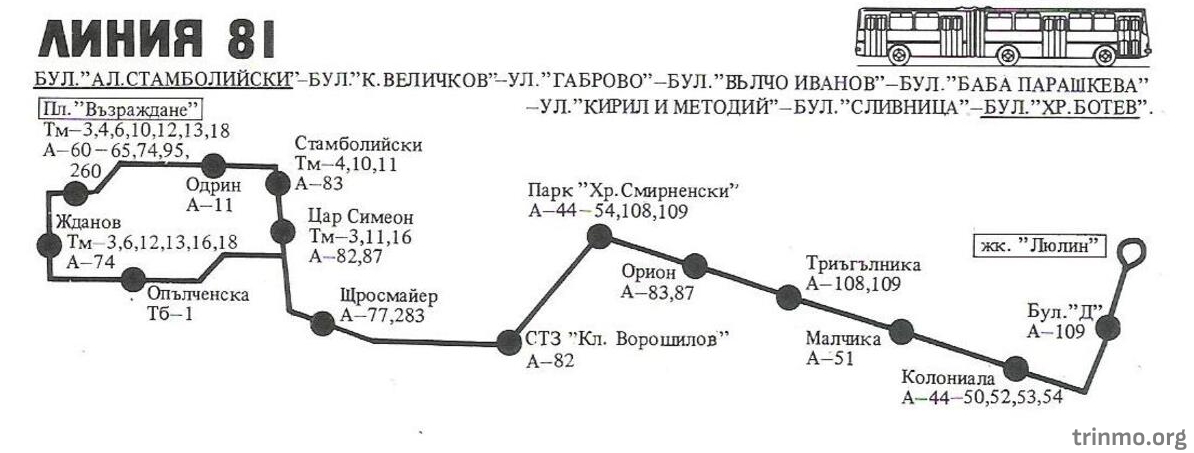 ЛИНИЯ 81
БУЛ."АЛ.СТАМБОЛИЙСКИ"–БУЛ."К.ВЕЛИЧКОВ"–УЛ."ГАБРОВО"–БУЛ."ВЪЛЧО ИВАНОВ"–БУЛ."БАБА ПАРАШКЕВА"
–УЛ."КИРИЛ И МЕТОДИЙ"–БУЛ."СЛИВНИЦА"–БУЛ."ХР.БОТЕВ".
Пл."Възраждане"
Тм–3,4,6,10,12,13,18
А–60–65,74,95,
260
Одрин
А–11
Стамболийски
Тм–4,10,11
А–83
Цар Симеон
Тм–3,11,16
А–82,87
Жданов
Тм–3,6,12,13,16,18
А–74
Опълченска
Тб–1
Щросмайер
А–77,283
СТЗ "Кл. Ворошилов"
А–82
Парк "Хр.Смирненски"
А–44–54,108,109
Орион
А–83,87
Триъгълника
А–108,109
Малчика
А–51
Колониала
А–44–50,52,53,54
Бул."Д"
А–109
жк. "Люлин"
trinmo.org